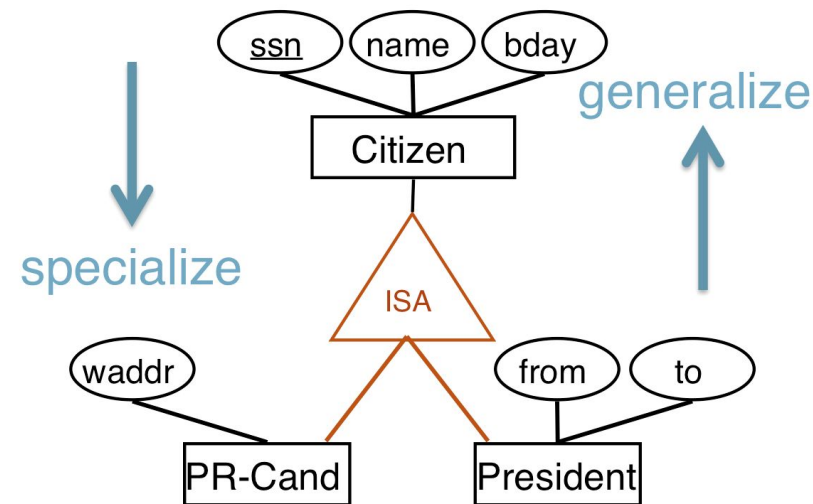 ssn name bday
generalize
Citizen
specialize
ISA
waddr from to
PR-Cand President